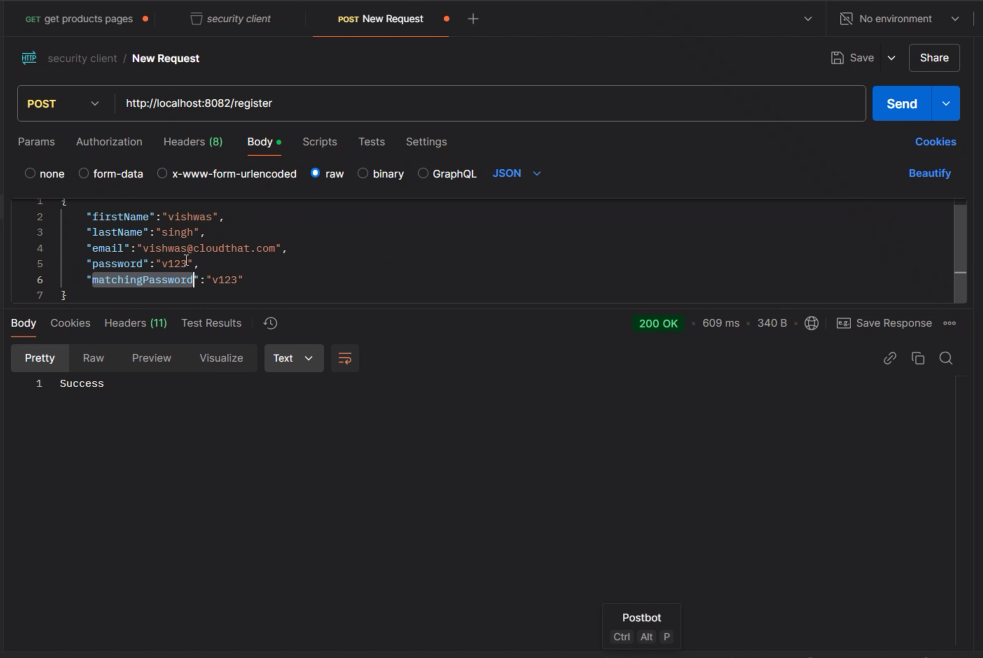 GET get products pages security client POST New Request + No environment
HTTP security client / New Request Save Share
POST http://localhost:8082/register Send
Params Authorization Headers (8) Body Scripts Tests Settings Cookies
none form-data x-www-form-urlencoded raw binary GraphQL JSON Beautify
1 {
2 "firstName":"vishwas",
3 "lastName":"singh",
4 "email":"vishwas@cloudthat.com",
5 "password":"v123",
6 "matchingPassword":"v123"
7 }
Body Cookies Headers (11) Test Results 200 OK • 609 ms • 340 B • Save Response
Pretty Raw Preview Visualize Text
1 Success
Postbot
Ctrl Alt P